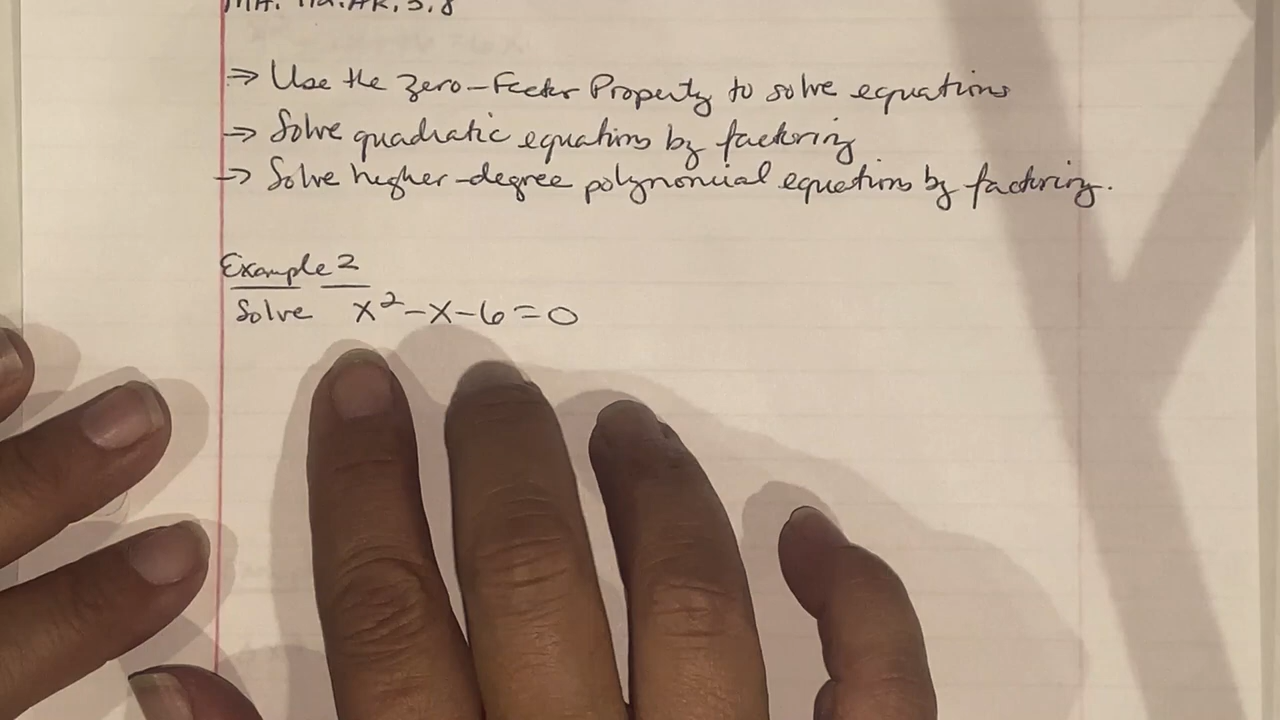 ⇒ Use the Zero-Factor Property to solve equations
→ Solve quadratic equations by factoring
→ Solve higher-degree polynomial equations by factoring.
Example 2
Solve x²-x-6=0